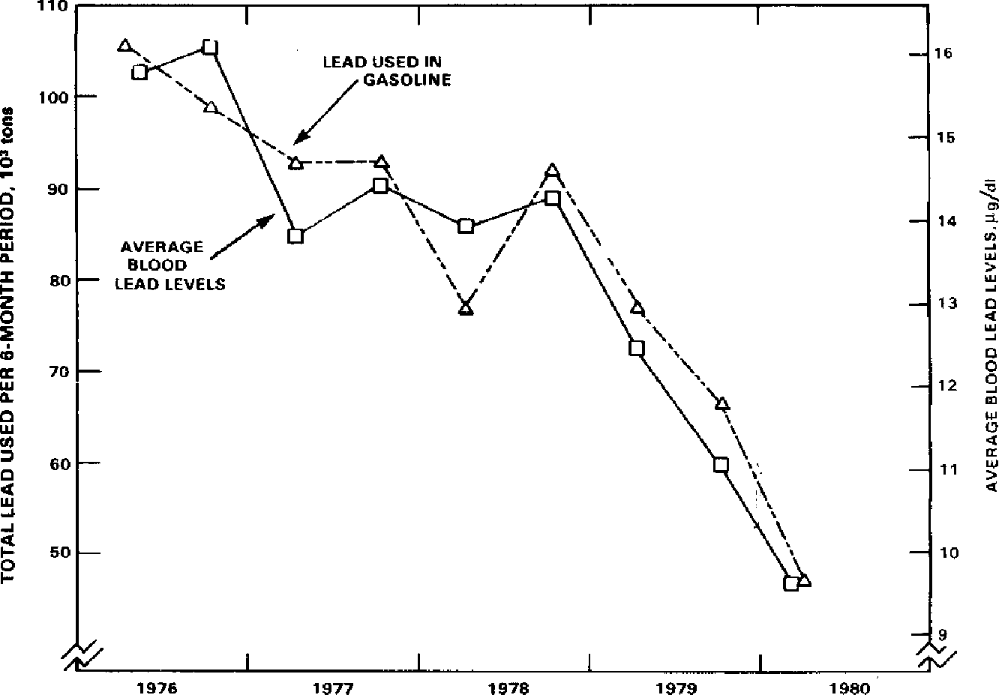 TOTAL LEAD USED PER 6-MONTH PERIOD, 10³ tons
110
100
90
80
70
60
50
LEAD USED IN
GASOLINE
AVERAGE
BLOOD
LEAD LEVELS
16
15
14
13
12
11
10
9
AVERAGE BLOOD LEAD LEVELS, μg/dl
1976
1977
1978
1979
1980